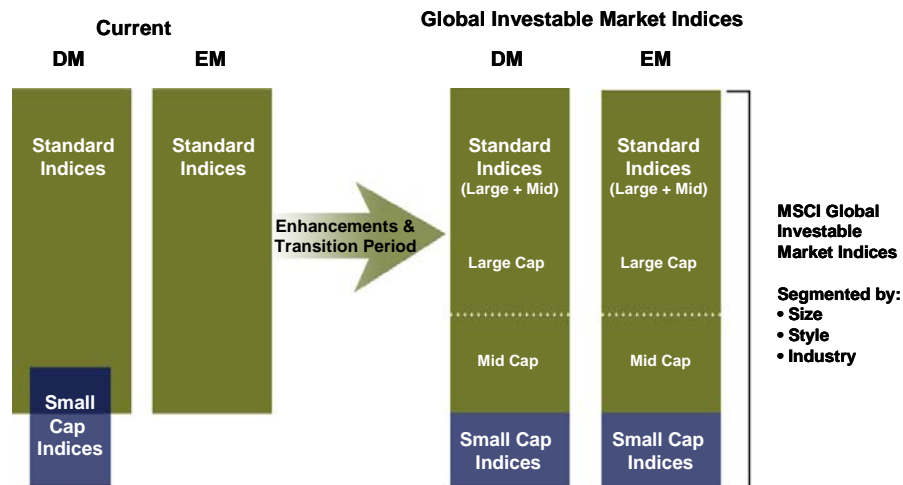 Current
DM
EM
Standard
Indices
Small
Cap
Indices
Standard
Indices
Enhancements &
Transition Period
Global Investable Market Indices
DM
EM
Standard
Indices
(Large + Mid)
Large Cap
Mid Cap
Small Cap
Indices
Standard
Indices
(Large + Mid)
Large Cap
Mid Cap
Small Cap
Indices
MSCI Global
Investable
Market Indices
Segmented by:
• Size
• Style
• Industry